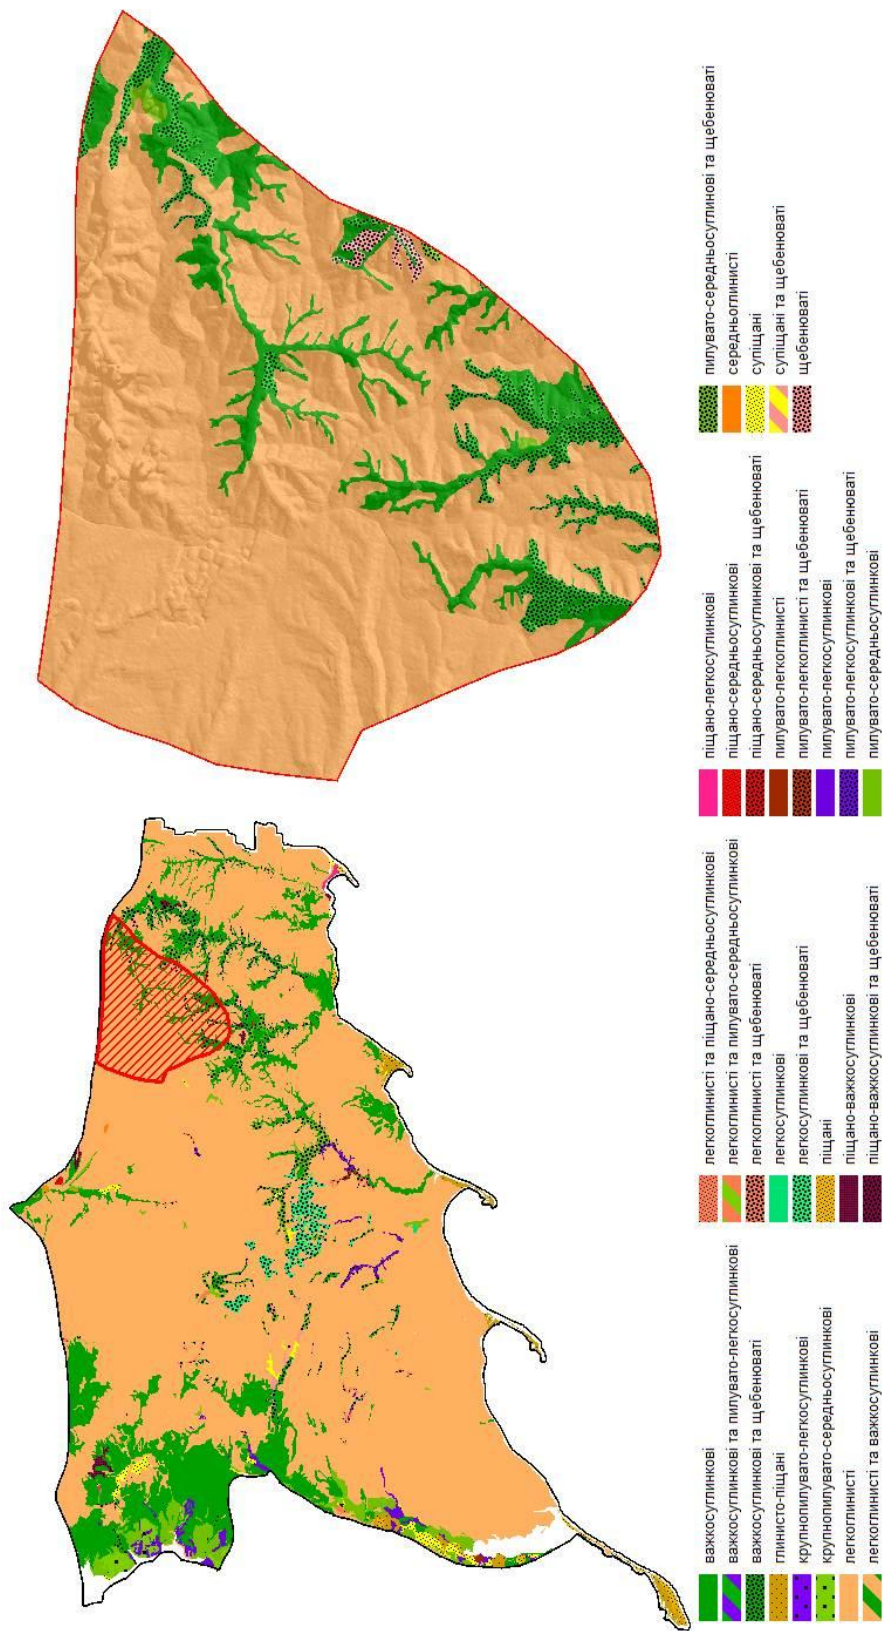 важкосуглинкові
важкосуглинкові та пилувато-легкосуглинкові
важкосуглинкові та щебенюваті
глинисто-піщані
крупнопилувато-легкосуглинкові
крупнопилувато-середньосуглинкові
легкоглинисті
легкоглинисті та важкосуглинкові
легкоглинисті та піщано-середньосуглинкові
легкоглинисті та пилувато-середньосуглинкові
легкоглинисті та щебенюваті
легкосуглинкові
легкосуглинкові та щебенюваті
піщані
піщано-важкосуглинкові
піщано-важкосуглинкові та щебенюваті
піщано-легкосуглинкові
піщано-середньосуглинкові
піщано-середньосуглинкові та щебенюваті
пилувато-легкоглинисті
пилувато-легкоглинисті та щебенюваті
пилувато-легкосуглинкові
пилувато-легкосуглинкові та щебенюваті
пилувато-середньосуглинкові
пилувато-середньосуглинові та щебенюваті
середньоглинисті
супіщані
супіщані та щебенюваті
щебенюваті